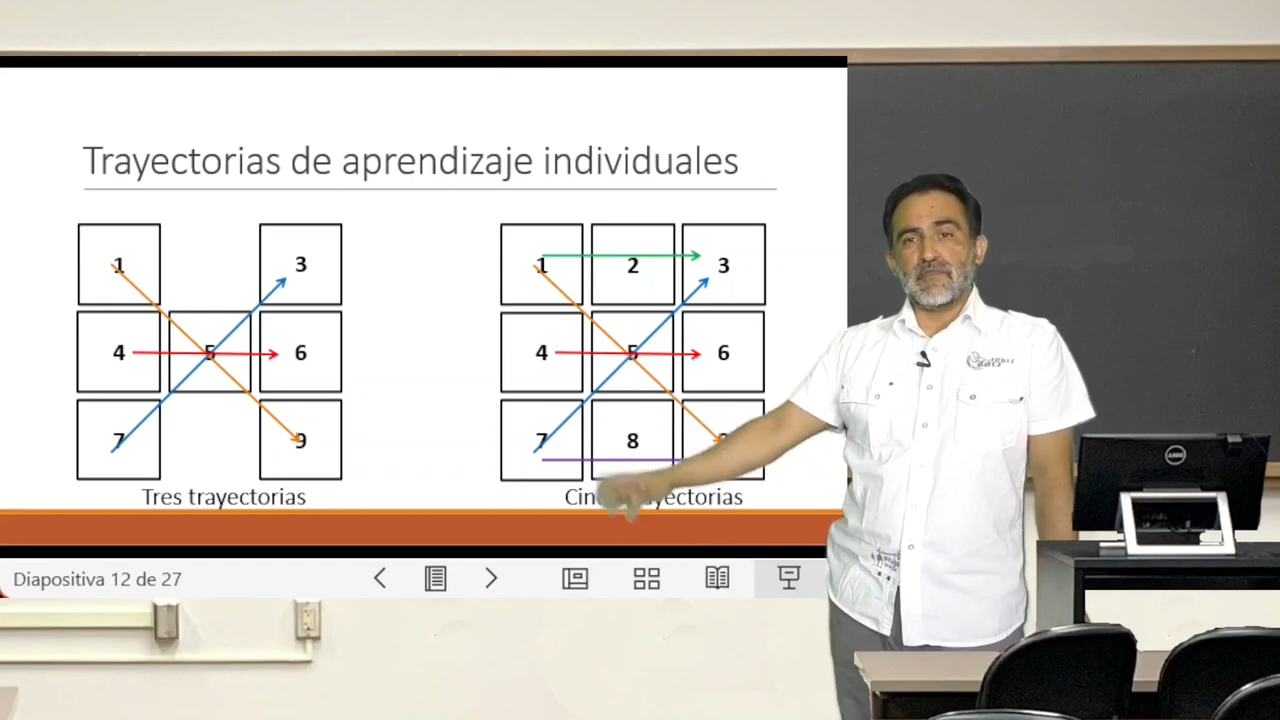 Trayectorias de aprendizaje individuales
1 3
4 5 6
7 9
Tres trayectorias
1 2 3
4 5 6
7 8
trayectorias
Diapositiva 12 de 27